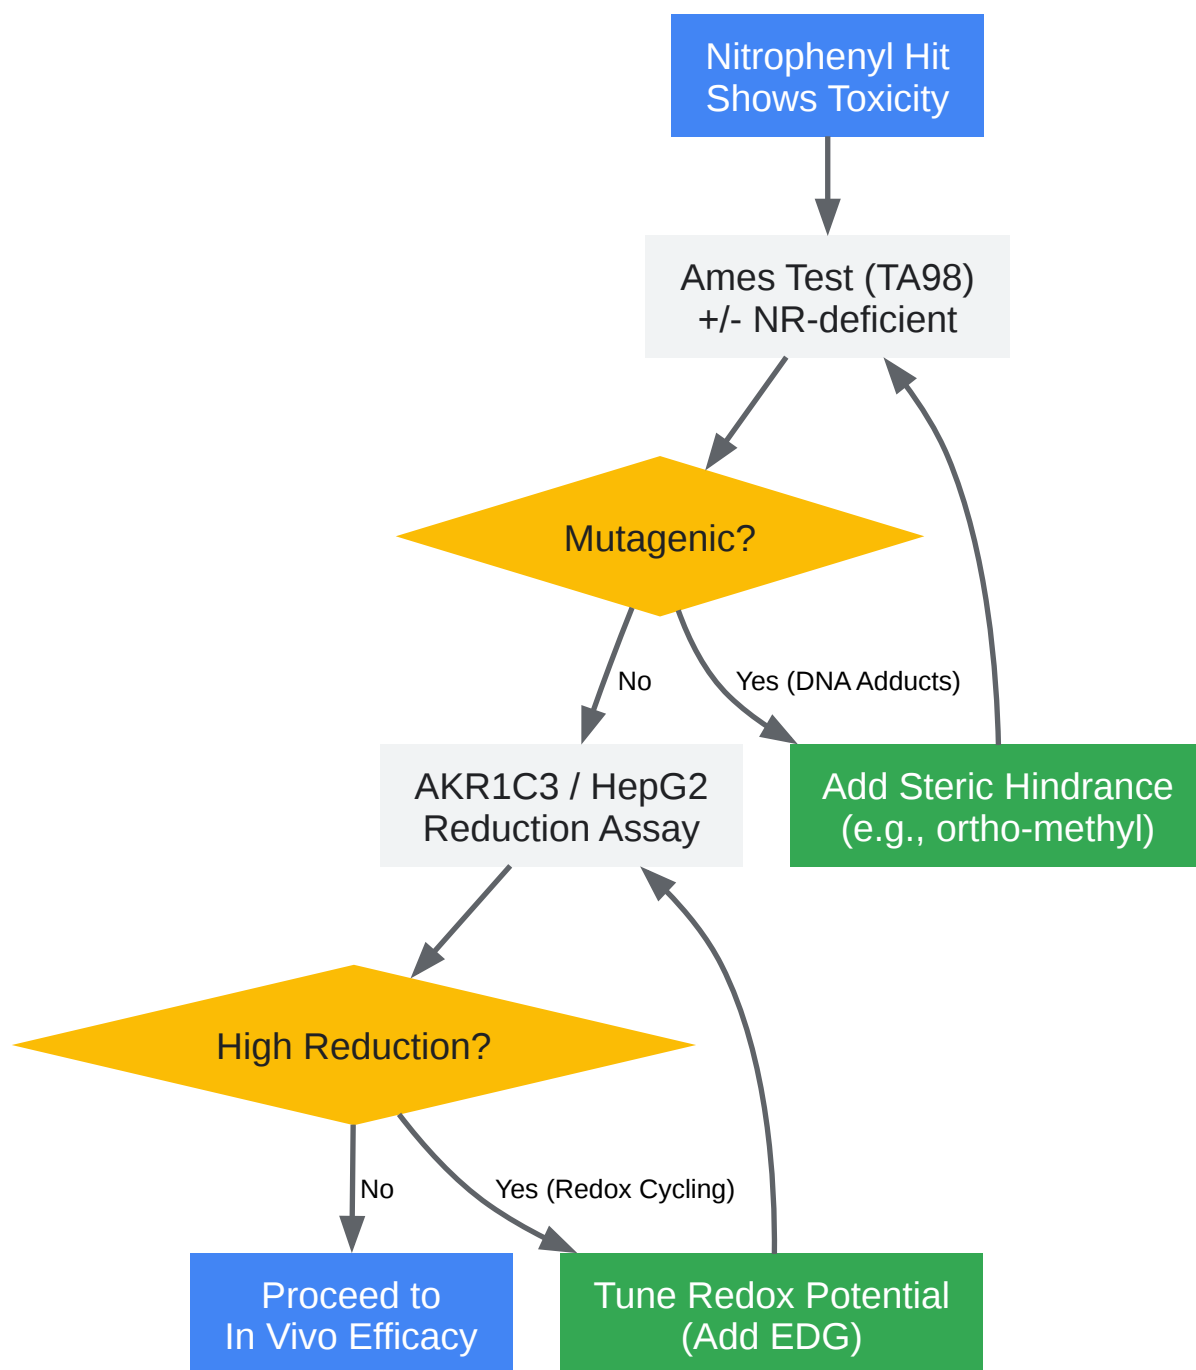 Nitrophenyl Hit
Shows Toxicity
Ames Test (TA98)
+/- NR-deficient
Mutagenic?
No
Yes (DNA Adducts)
AKR1C3 / HepG2
Reduction Assay
Add Steric Hindrance
(e.g., ortho-methyl)
High Reduction?
No
Yes (Redox Cycling)
Proceed to
In Vivo Efficacy
Tune Redox Potential
(Add EDG)